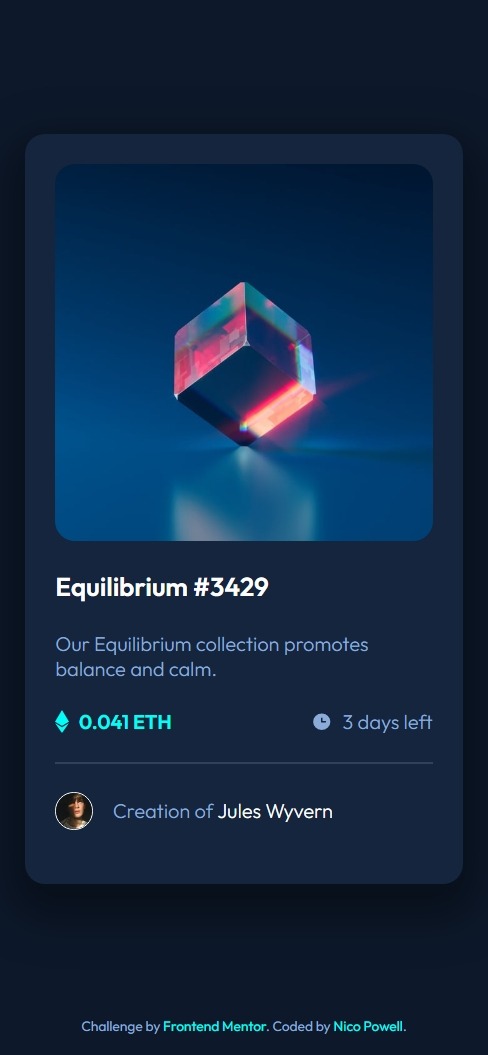 Equilibrium #3429
Our Equilibrium collection promotes
balance and calm.
0.041 ETH
3 days left
Creation of Jules Wyvern
Challenge by Frontend Mentor. Coded by Nico Powell.